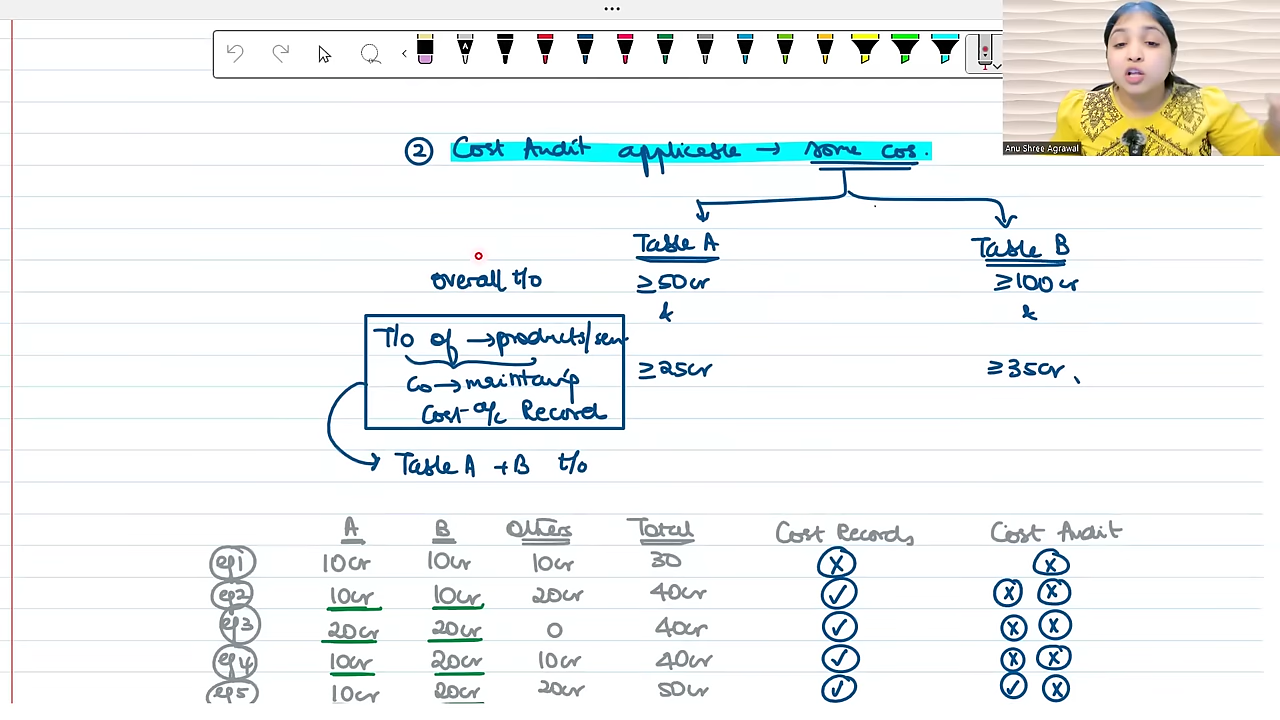 Anu Shree Agrawal
② Cost Audit applicable → some cos.
Table A Table B
overall t/o ≥50cr ≥100cr
& &
T/o of → products/ser
≥25cr ≥35cr
Co → maintain'g
Cost a/c Record
Table A + B t/o
A B Others Total Cost Records Cost Audit
eg1 10cr 10cr 10cr 30 x x
eg2 10cr 10cr 20cr 40cr ✓ x x
eg3 20cr 20cr 0 40cr ✓ x x
eg4 10cr 20cr 10cr 40cr ✓ x x
eg5 10cr 20cr 20cr 50cr ✓ ✓ x